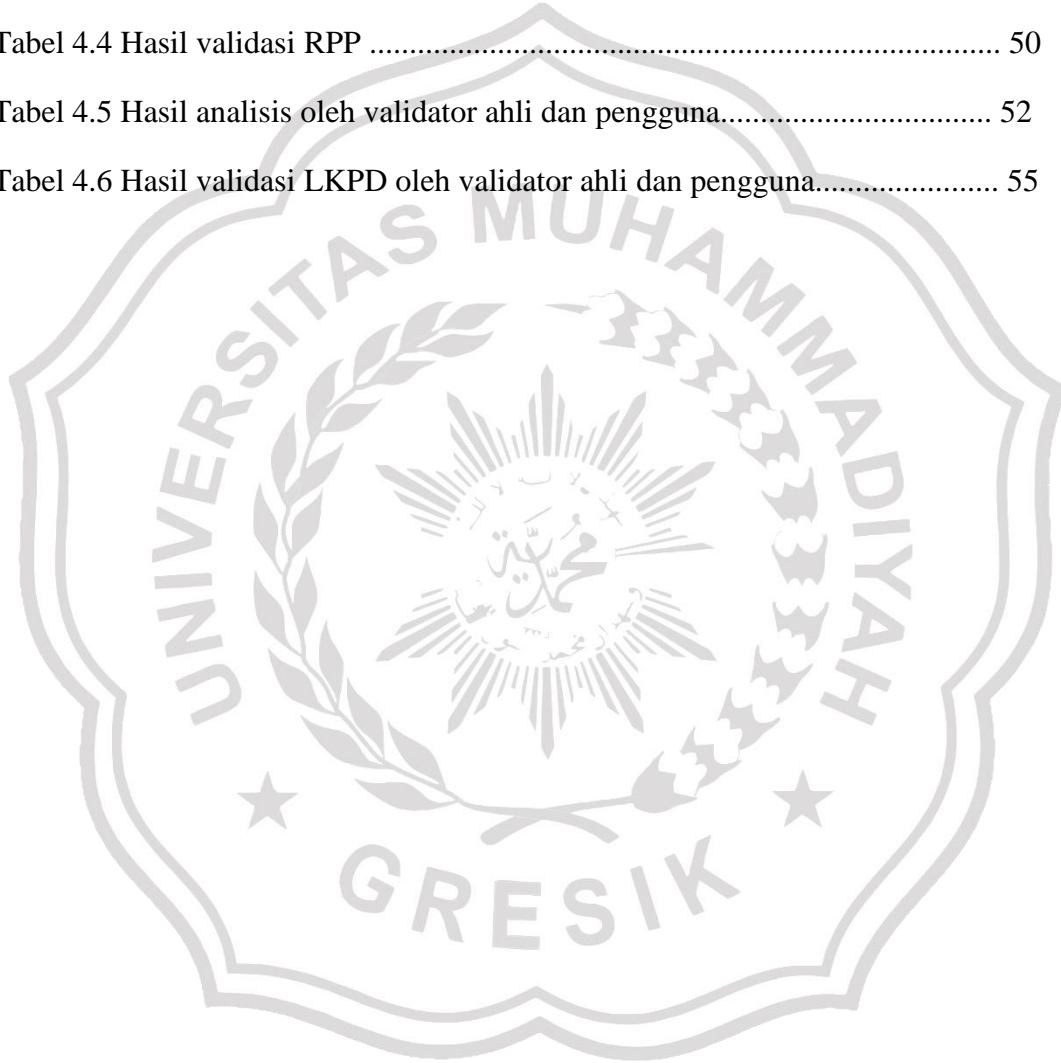 Tabel 4.4 Hasil validasi RPP ............................................................................... 50
Tabel 4.5 Hasil analisis oleh validator ahli dan pengguna.................................. 52
Tabel 4.6 Hasil validasi LKPD oleh validator ahli dan pengguna....................... 55
UNIVERSITAS MUHAMMADIYAH
محمدية
GRESIK